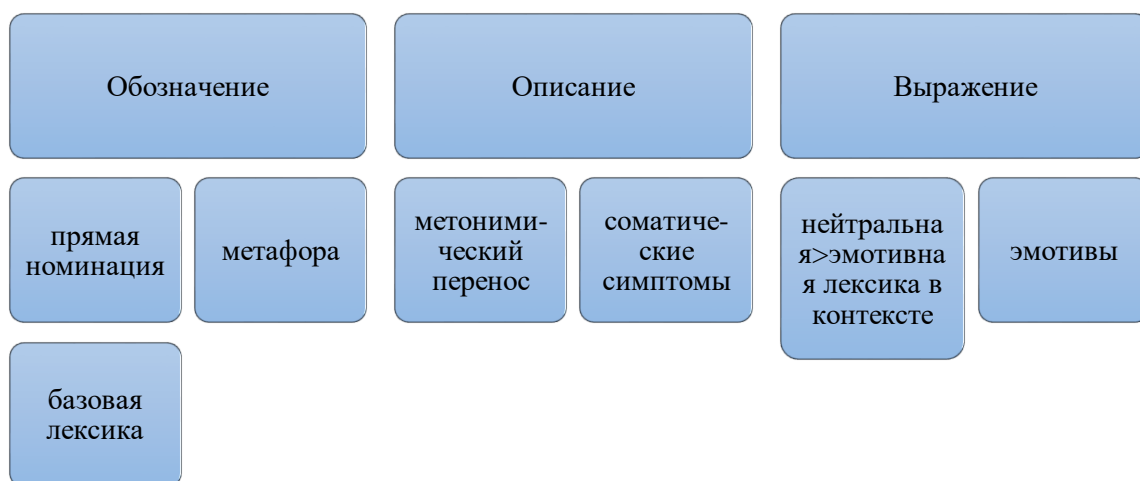 Обозначение
Описание
Выражение
прямая
номинация
метафора
метоними-
ческий
перенос
соматиче-
ские
симптомы
нейтральна
я>эмотивна
я лексика в
контексте
эмотивы
базовая
лексика